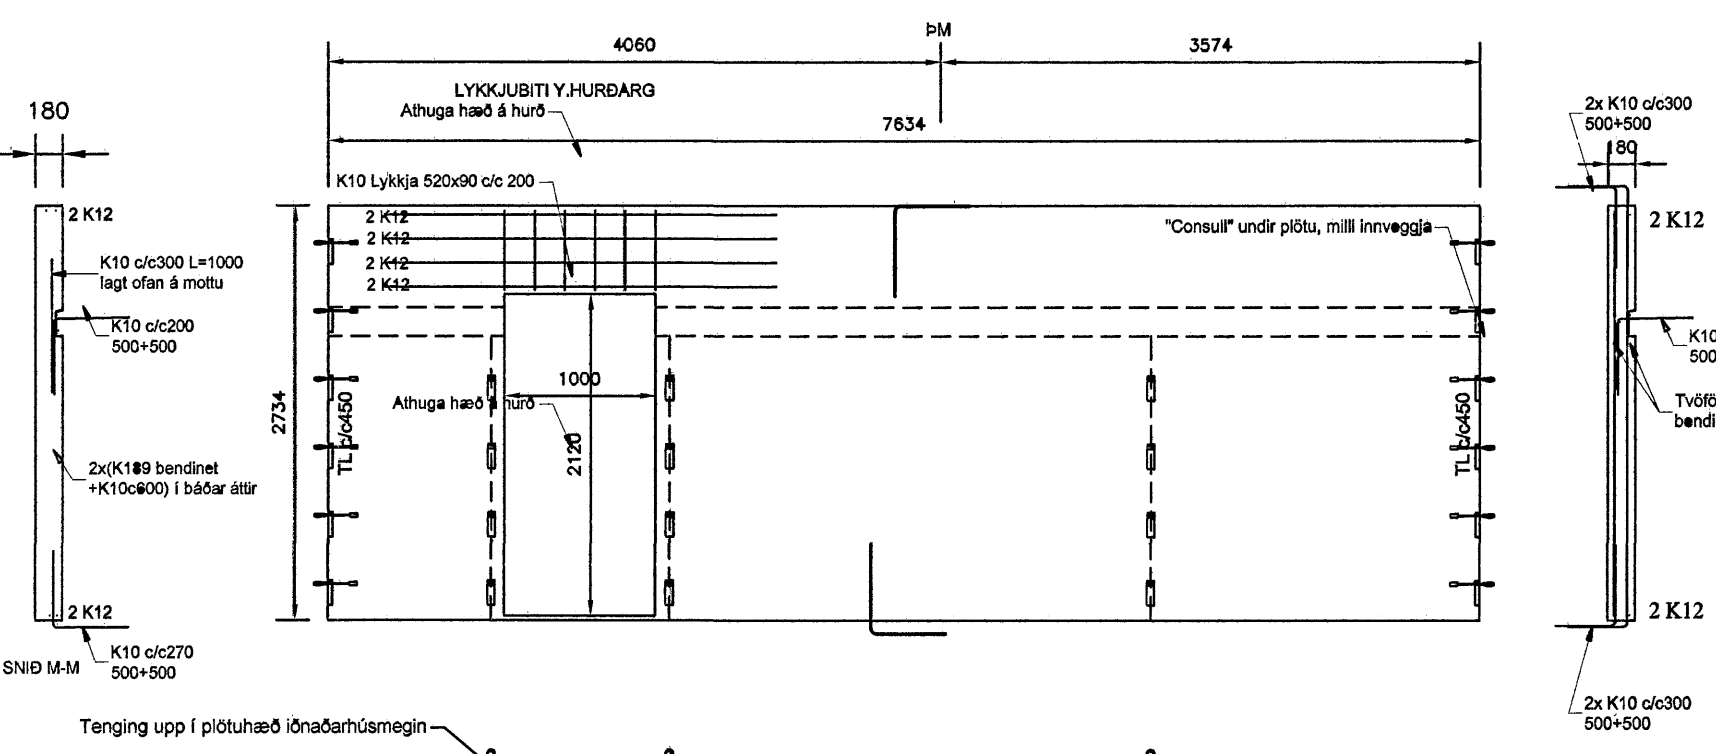 ÞM
4060
3574
LYKKJUBITI Y.HURÐARG
Athuga hæð á hurð
7634
180
2x K10 c/c300
500+500
80
K10 Lykkja 520x90 c/c 200
2 K12
2 K12
2 K12
2 K12
2 K12
"Consull" undir plötu, milli innveggja
2 K12
K10 c/c300 L=1000
lagt ofan á mottu
K10 c/c200
500+500
K10
500
1000
Athuga hæð á hurð
2734
TL c/c450
2120
TL c/c450
Tvöfö
bendi
2x(K189 bendinet
+K10c600) í báðar áttir
2 K12
2 K12
K10 c/c270
500+500
SNIÐ M-M
2x K10 c/c300
500+500
Tenging upp í plötuhæð iðnaðarhúsmegin